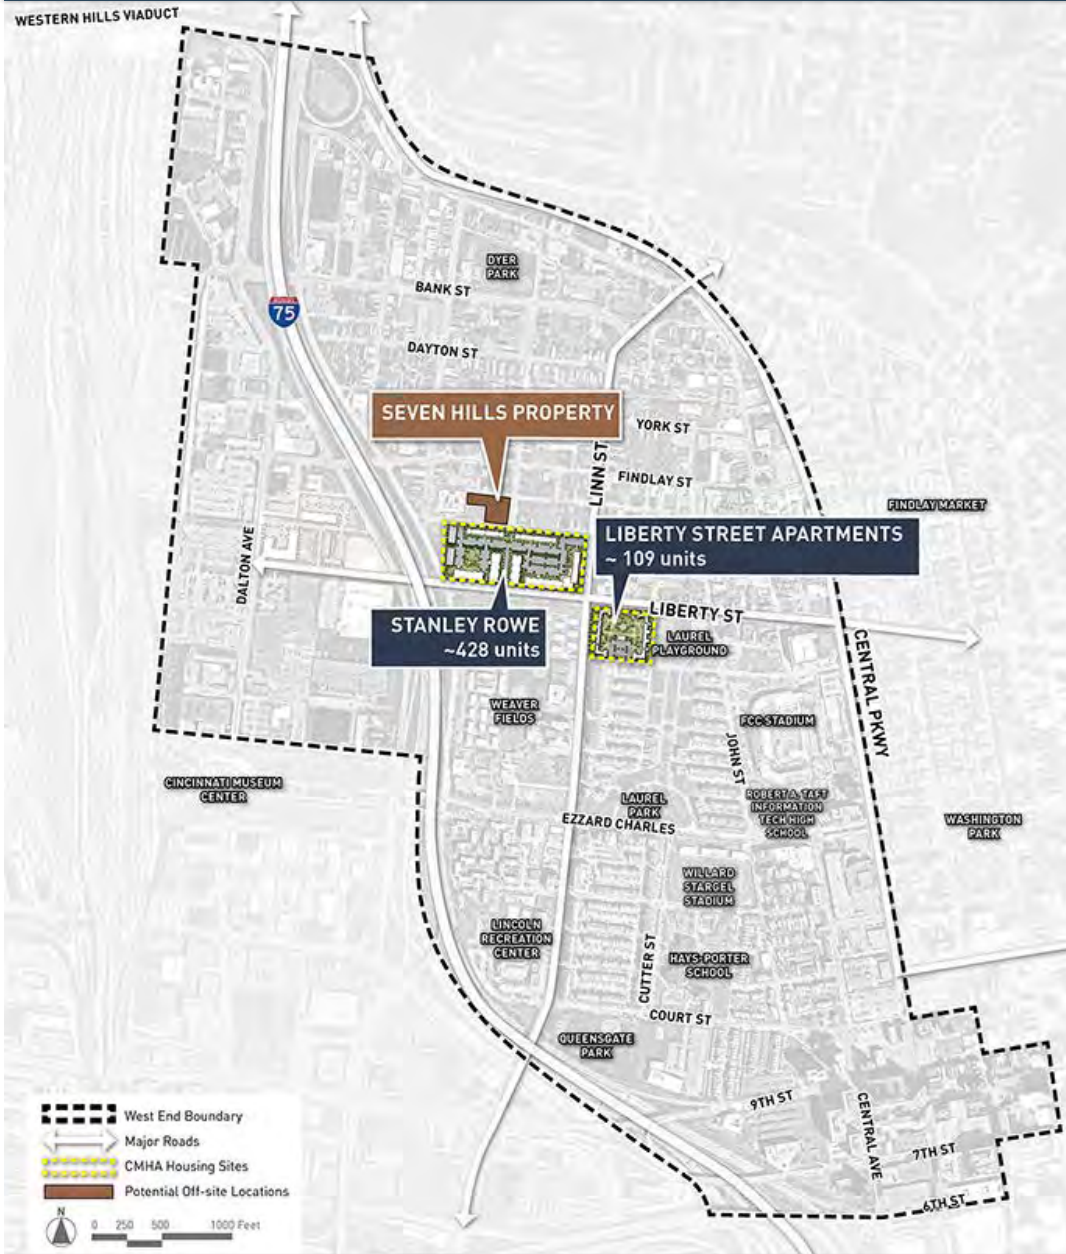 WESTERN HILLS VIADUCT
DYER
PARK
BANK ST
75
DAYTON ST
SEVEN HILLS PROPERTY
YORK ST
LINN ST
FINDLAY ST
FINDLAY MARKET
LIBERTY STREET APARTMENTS
~ 109 units
DALTON AVE
LIBERTY ST
STANLEY ROWE
~428 units
LAUREL
PLAYGROUND
CENTRAL PKWY
WEAVER
FIELDS
FCC STADIUM
JOHN ST
CINCINNATI MUSEUM
CENTER
LAUREL
PARK
ROBERT A. TAFT
INFORMATION
TECH HIGH
SCHOOL
EZZARD CHARLES
WASHINGTON
PARK
WILLARD
STARGEL
STADIUM
LINCOLN
RECREATION
CENTER
CUTTER ST
HAYS-PORTER
SCHOOL
COURT ST
QUEENSGATE
PARK
9TH ST
CENTRAL AVE
7TH ST
6TH ST
West End Boundary
Major Roads
CMHA Housing Sites
Potential Off-site Locations
N
0 250 500 1000 Feet